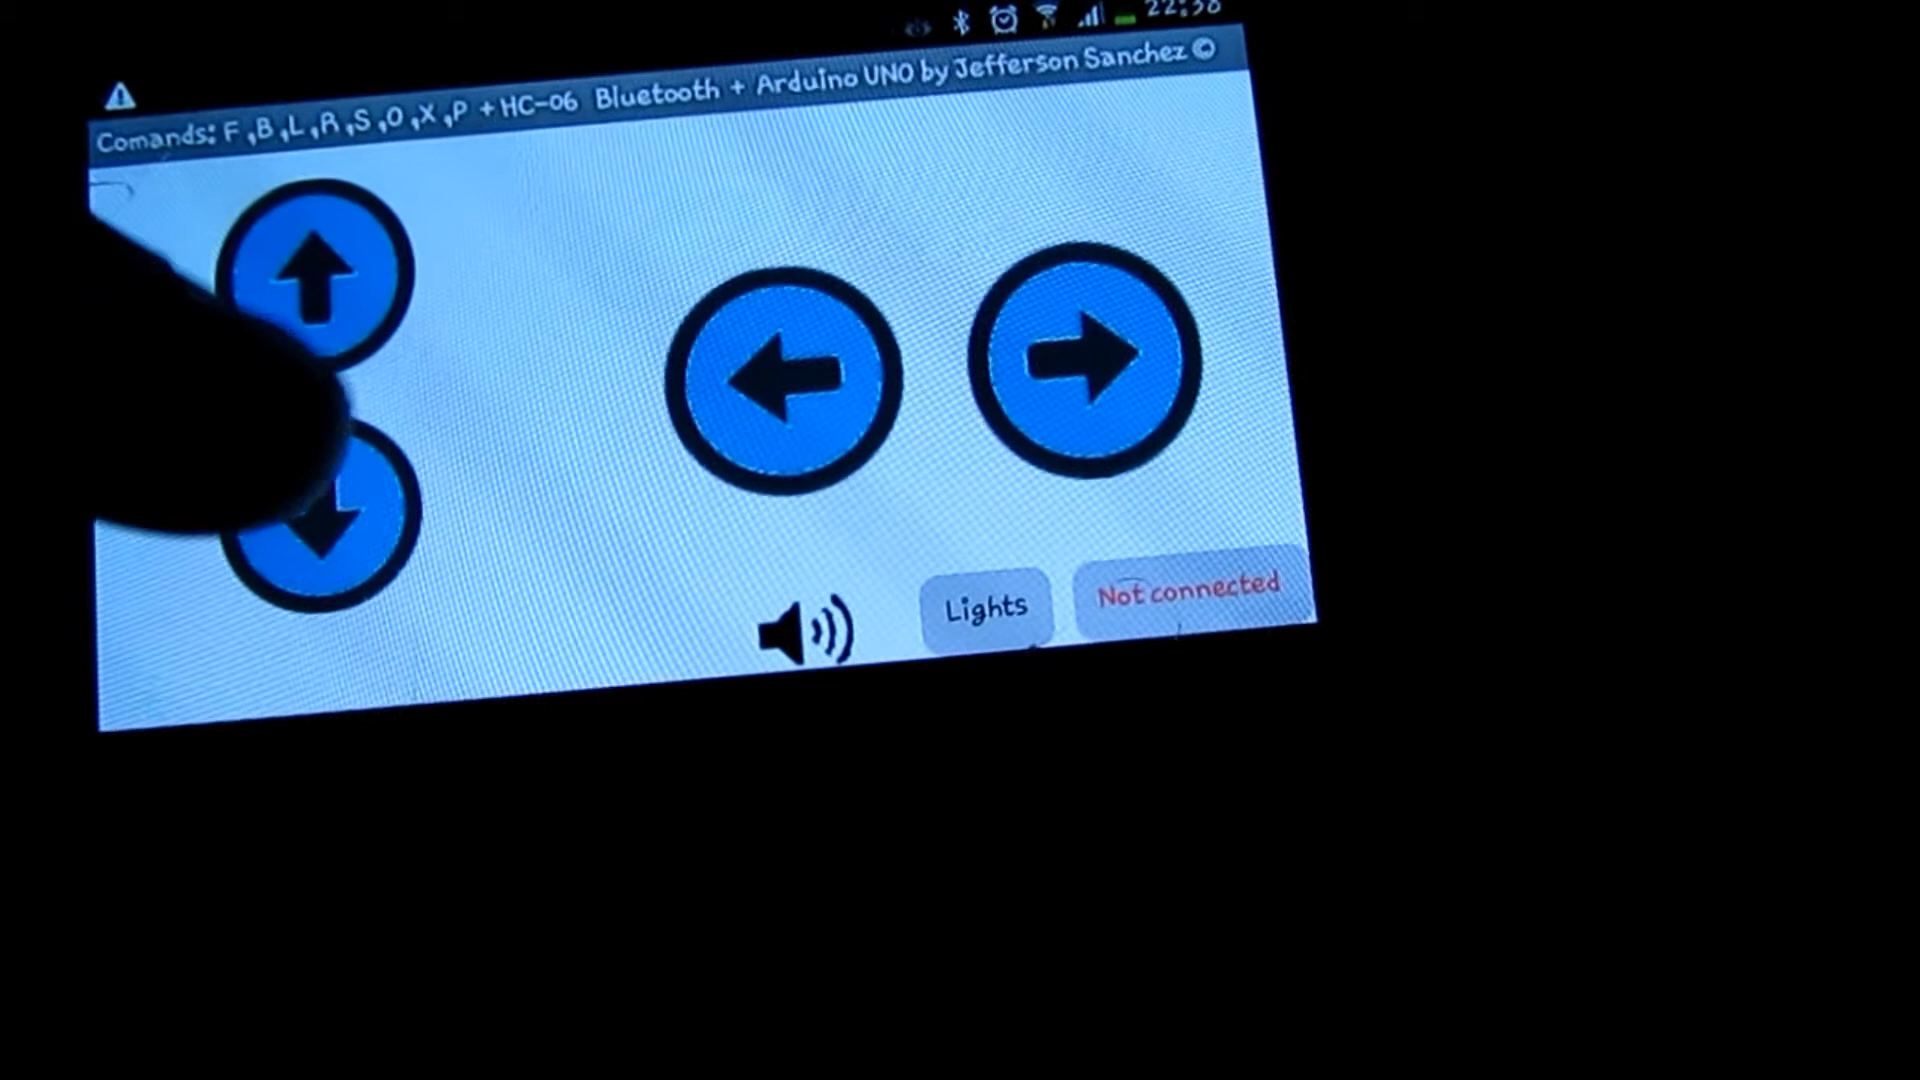 22:38
Comands: F ,B ,L ,R ,S ,O ,X ,P + HC-06 Bluetooth + Arduino UNO by Jefferson Sanchez ©
Lights
Not connected